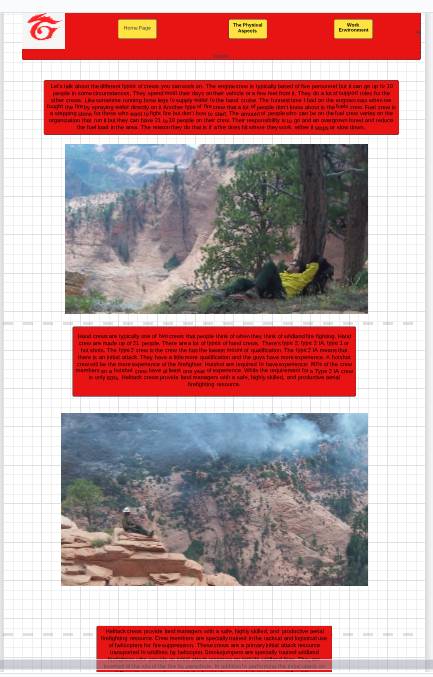 Home Page
The Physical
Aspects
Work
Environment
Let's talk about the different types of crews you can work on. The engine crew is typically based of five personnel but it can go up to 10
people in some circumstances. They spend most their days on their vehicle or a few feet from it. They do a lot of support roles for the
other crews. Like sometime running hose legs to supply water to the hand crews. The funnest time I had on the engines was when we
fought the fire by spraying water directly on it Another type of fire crew that a lot of people don't know about is the fuels crew. Fuel crew is
a stepping stone for those who want to fight fire but don't how to start. The amount of people who can be on the fuel crew varies on the
organization that run it but they can have 21 to 10 people on their crew. Their responsibility is to go and an overgrown forest and reduce
the fuel load in the area. The reason they do that is if a fire does hit where they work, either it stops or slow down.
Hand crews are typically one of two crews that people think of when they think of wildland fire fighting. Hand
crew are made up of 21 people. There area lot of types of hand crews. There's type 2, type 2 IA, type 1 or
hot shots. The type 2 crew is the crew the has the lowest amount of qualification. The type 2 IA means that
there is an initial attack. They have a little more qualification and the guys have more experience. A hotshot
crew will be the more experience of the firefighter. Hotshot are required to have experience. 80% of the crew
members on a hotshot crew have at least one year of experience. While the requirement for a Type 2 IA crew
is only 60%. Helitack crews provide land managers with a safe, highly skilled, and productive aerial
firefighting resource.
Helitack crews provide land managers with a safe, highly skilled, and productive aerial
firefighting resource. Crew members are specially trained in the tactical and logistical use
of helicopters for fire suppression. These crews are a primary initial attack resource
transported to wildfires by helicopter. Smokejumpers are specially trained wildland